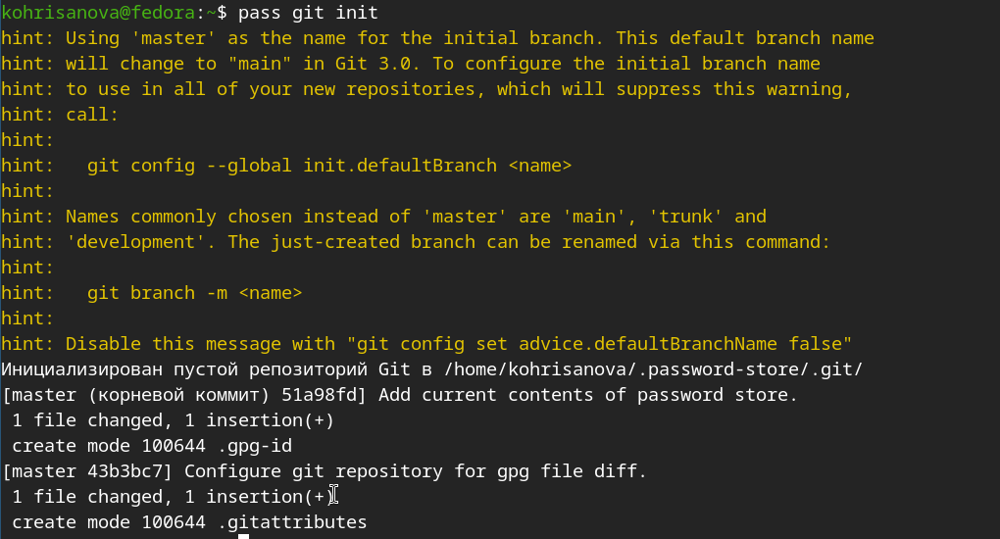 kohrisanova@fedora:~$ pass git init
hint: Using 'master' as the name for the initial branch. This default branch name
hint: will change to "main" in Git 3.0. To configure the initial branch name
hint: to use in all of your new repositories, which will suppress this warning,
hint: call:
hint:
hint:   git config --global init.defaultBranch <name>
hint:
hint: Names commonly chosen instead of 'master' are 'main', 'trunk' and
hint: 'development'. The just-created branch can be renamed via this command:
hint:
hint:   git branch -m <name>
hint:
hint: Disable this message with "git config set advice.defaultBranchName false"
Инициализирован пустой репозиторий Git в /home/kohrisanova/.password-store/.git/
[master (корневой коммит) 51a98fd] Add current contents of password store.
 1 file changed, 1 insertion(+)
 create mode 100644 .gpg-id
[master 43b3bc7] Configure git repository for gpg file diff.
 1 file changed, 1 insertion(+)
 create mode 100644 .gitattributes